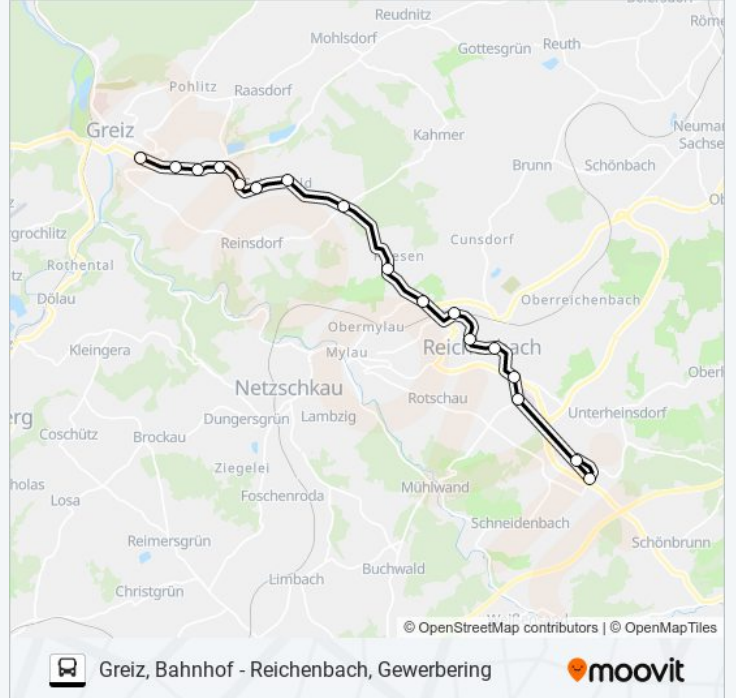 Reudnitz
Mohlsdorf
Gottesgrün
Reuth
Pohlitz
Raasdorf
Greiz
Kahmer
Brunn
Schönbach
Sachse
Reinsdorf
Cunsdorf
grochlitz
Rothental
Dölau
Oberreichenbach
Obermylau
Kleingera
Mylau
Netzschkau
Rotschau
Unterheinsdorf
Dungersgrün
Lambzig
Coschütz
Brockau
Ziegelei
Foschenroda
Mühlwand
Losa
Schneidenbach
Reimersgrün
Schönbrunn
Buchwald
Limbach
Christgrün
© OpenStreetMap contributors | © OpenMapTiles
Greiz, Bahnhof - Reichenbach, Gewerbering
moovit